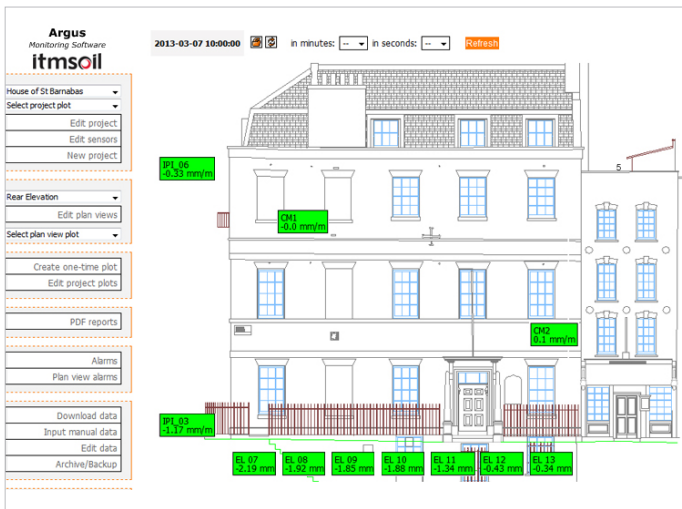 Argus
Monitoring Software
itmsoil
2013-03-07 10:00:00 in minutes: -- in seconds: -- Refresh
House of St Barnabas
Select project plot
Edit project
Edit sensors
New project
Rear Elevation
Edit plan views
Select plan view plot
Create one-time plot
Edit project plots
PDF reports
Alarms
Plan view alarms
Download data
Input manual data
Edit data
Archive/Backup
5
IPI_06
-0.33 mm/m
CM1
-0.0 mm/m
CM2
0.1 mm/m
IPI_03
-1.17 mm/m
EL 07
-2.19 mm
EL 08
-1.92 mm
EL 09
-1.85 mm
EL 10
-1.88 mm
EL 11
-1.34 mm
EL 12
-0.43 mm
EL 13
-0.34 mm